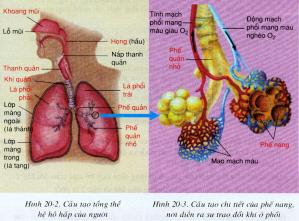 Khoang mũi
Lỗ mũi
Họng (hầu)
Nắp thanh quản
Thanh quản
Khí quản
Lá phổi phải
Lá phổi trái
Phế quản
Phế quản nhỏ
Lớp màng ngoài (lá thành)
Lớp màng trong (lá tạng)
Tĩnh mạch phổi mang máu giàu O₂
Động mạch phổi mang máu nghèo O₂
Phế quản nhỏ
Phế nang
Mao mạch máu
Hình 20-2. Cấu tạo tổng thể
hệ hô hấp của người
Hình 20-3. Cấu tạo chi tiết của phế nang,
nơi diễn ra sự trao đổi khí ở phổi